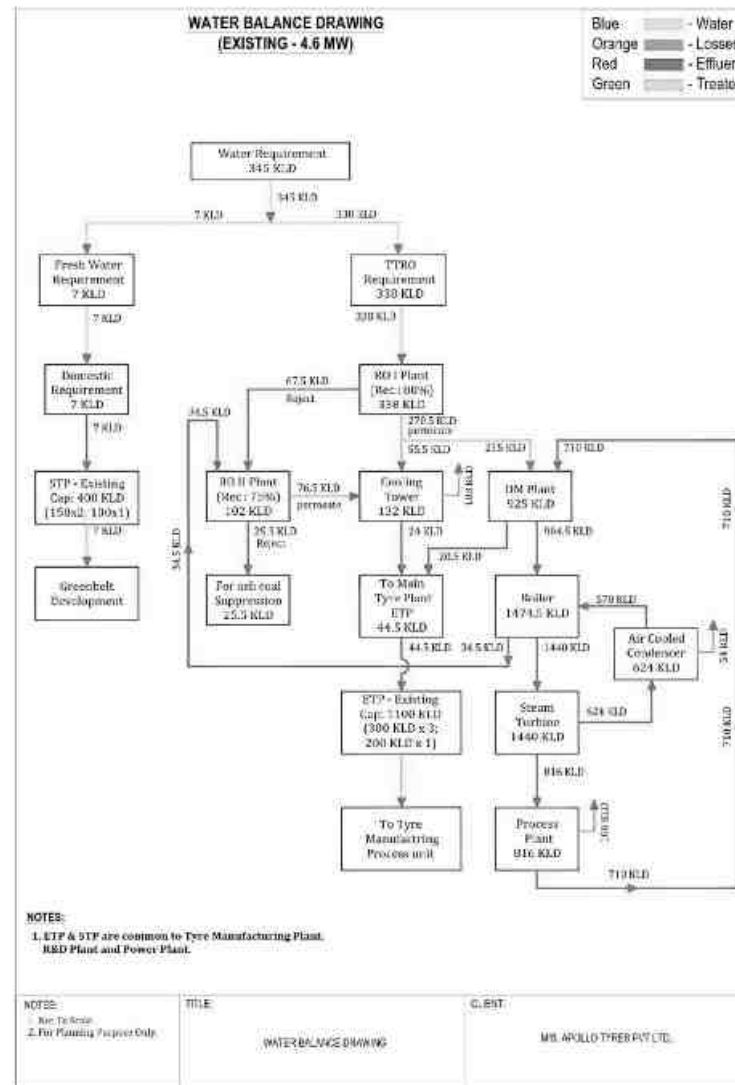 WATER BALANCE DRAWING
(EXISTING - 4.6 MW)
Blue - Water
Orange - Losses
Red - Effluen
Green - Treate
Water Requirement
345 KLD
345 KLD
7 KLD
338 KLD
Fresh Water
Requirement
7 KLD
TTRO
Requirement
338 KLD
7 KLD
338 KLD
Domestic
Requirement
7 KLD
RO I Plant
(Rec.: 80%)
338 KLD
67.5 KLD
Reject
270.5 KLD
permeate
34.5 KLD
7 KLD
55.5 KLD
710 KLD
STP - Existing
Cap: 400 KLD
(150x2; 100x1)
RO II Plant
(Rec: 75%)
102 KLD
76.5 KLD
permeate
Cooling
Tower
132 KLD
108 KLD
DM Plant
925 KLD
710 KLD
7 KLD
25.5 KLD
Reject
24 KLD
20.5 KLD
904.5 KLD
34.5 KLD
Greenbelt
Development
For ash coal
Suppression
25.5 KLD
To Main
Tyre Plant
ETP
44.5 KLD
Boiler
1474.5 KLD
570 KLD
Air Cooled
Condencer
624 KLD
54 KLD
44.5 KLD
34.5 KLD
1440 KLD
ETP - Existing
Cap: 1100 KLD
(300 KLD x 3;
200 KLD x 1)
Steam
Turbine
1440 KLD
624 KLD
710 KLD
816 KLD
To Tyre
Manufactring
Process unit
Process
Plant
816 KLD
710 KLD
NOTES:
1. ETP & STP are common to Tyre Manufacturing Plant,
R&D Plant and Power Plant.
NOTES:
1. Not To Scale
2. For Planning Purpose Only.
TITLE:
WATER BALANCE DRAWING
CLIENT:
M/S. APOLLO TYRES PVT LTD.,